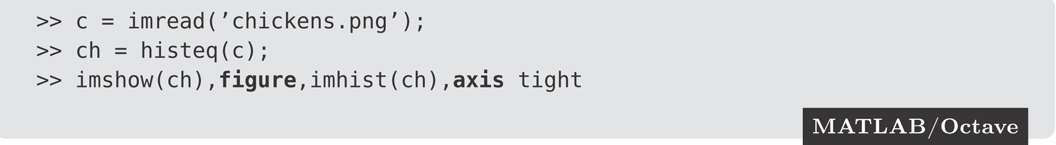 >> c = imread(’chickens.png’);
>> ch = histeq(c);
>> imshow(ch),figure,imhist(ch),axis tight
MATLAB/Octave